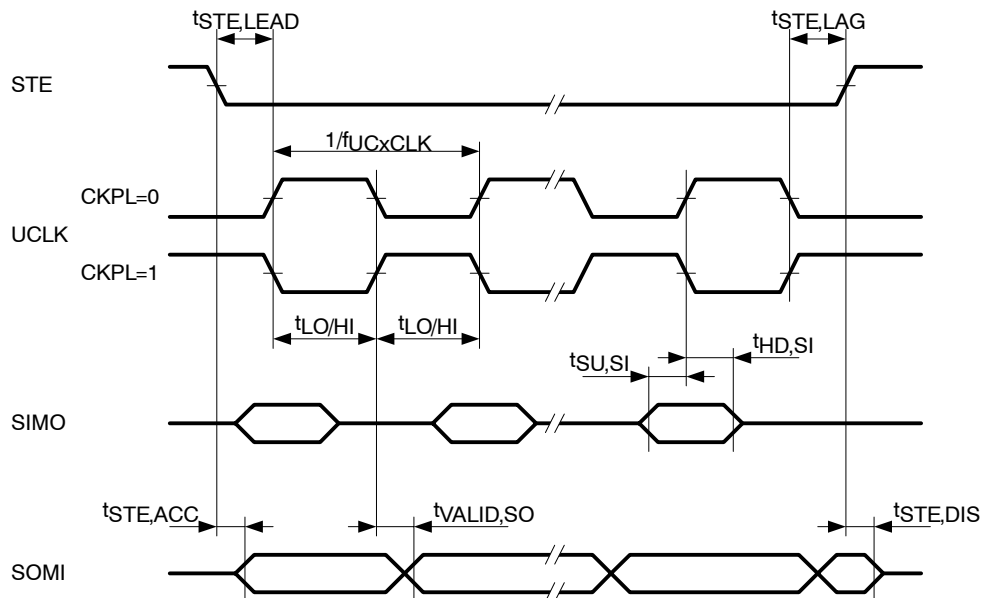 tSTE,LEAD
tSTE,LAG
STE
1/fUCxCLK
CKPL=0
UCLK
CKPL=1
tLO/HI
tLO/HI
tSU,SI
tHD,SI
SIMO
tSTE,ACC
tVALID,SO
tSTE,DIS
SOMI